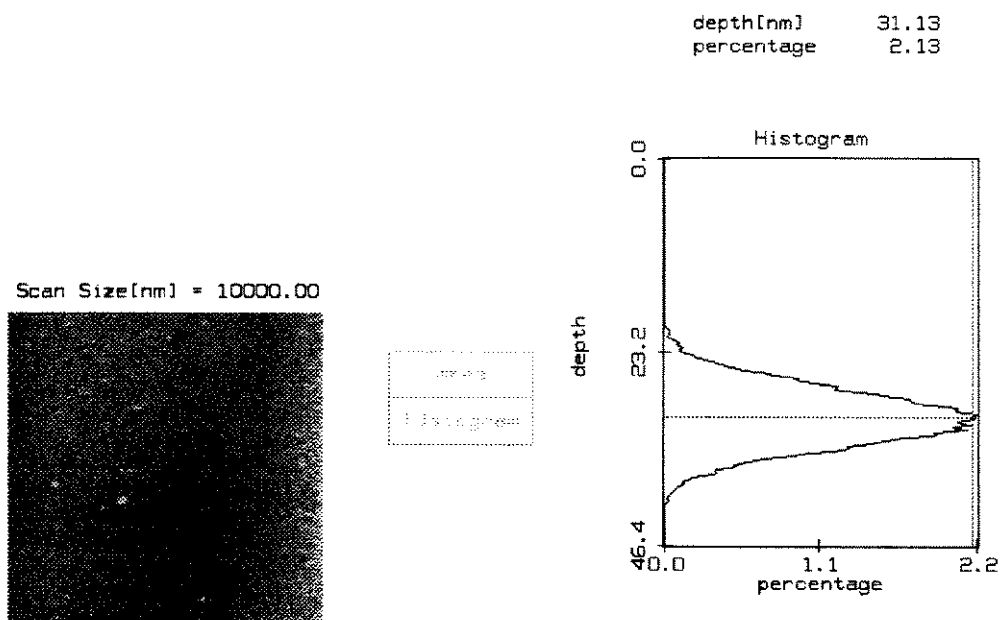 depth[nm] 31.13
percentage 2.13
Histogram
0.0
23.2
46.4
depth
0.0
1.1
2.2
percentage
Scan Size[nm] = 10000.00
Histogram